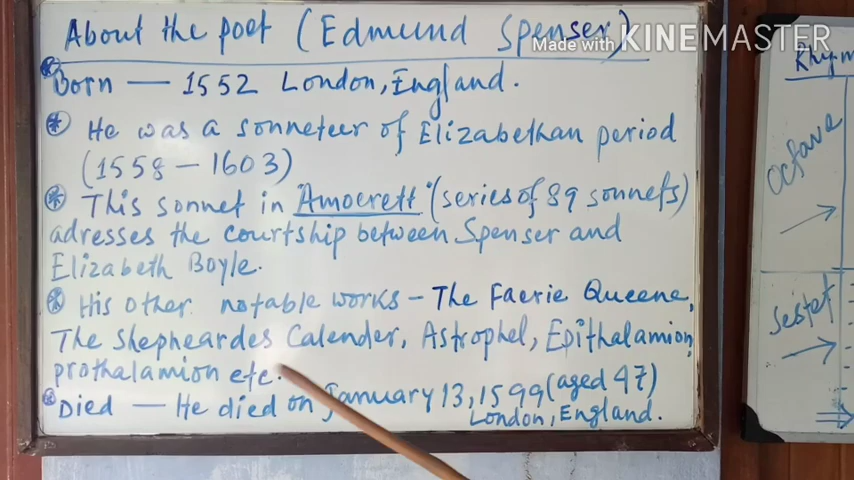 About the poet (Edmund Spenser)
Made with KINEMASTER
Born — 1552 London, England.
He was a sonneteer of Elizabethan period
(1558 – 1603)
This sonnet in "Amoerett" (series of 89 sonnets)
adresses the courtship between Spenser and
Elizabeth Boyle.
His other notable works – The Faerie Queene,
The Shepheardes Calender, Astrophel, Epithalamion,
prothalamion etc.
Died — He died on January 13, 1599 (aged 47)
London, England.
Rhym
Octave
Sestet